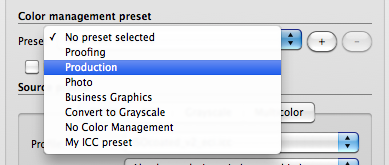 Color management preset
Prese
✓ No preset selected
Proofing
Production
Photo
Business Graphics
Convert to Grayscale
No Color Management
My ICC preset
+
−
Sour
color
Pro